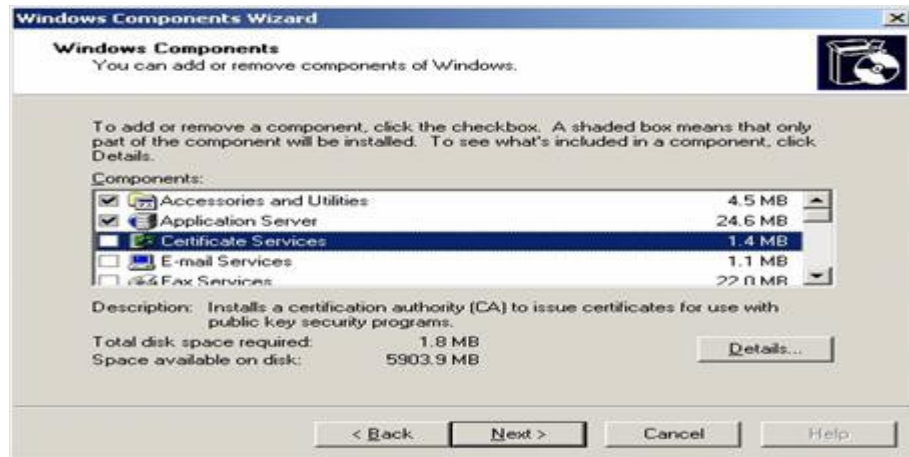 Windows Components Wizard
Windows Components
You can add or remove components of Windows.
To add or remove a component, click the checkbox. A shaded box means that only
part of the component will be installed. To see what's included in a component, click
Details.
Components:
Accessories and Utilities 4.5 MB
Application Server 24.6 MB
Certificate Services 1.4 MB
E-mail Services 1.1 MB
Fax Services 22.0 MB
Description: Installs a certification authority (CA) to issue certificates for use with
public key security programs.
Total disk space required: 1.8 MB
Space available on disk: 5903.9 MB
Details...
< Back Next > Cancel Help